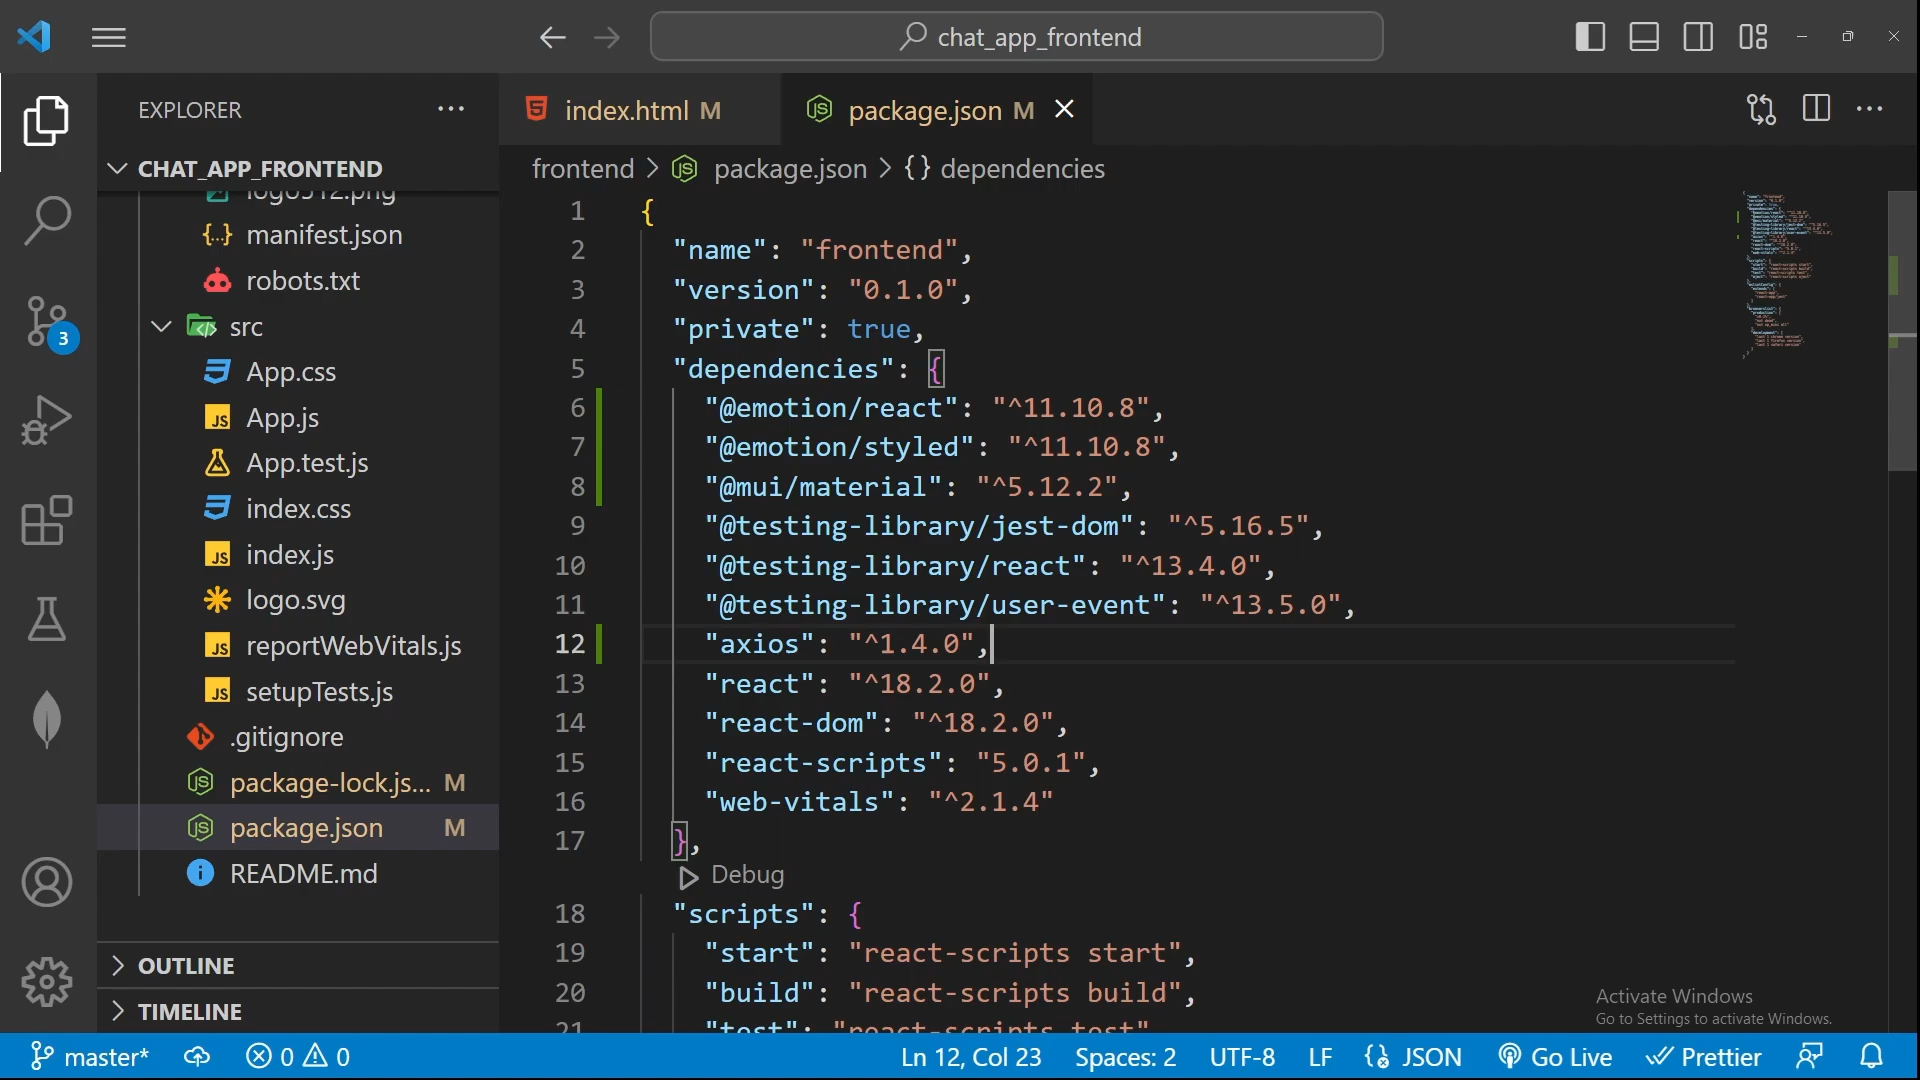 chat_app_frontend
EXPLORER
CHAT_APP_FRONTEND
logo512.png
manifest.json
robots.txt
src
App.css
App.js
App.test.js
index.css
index.js
logo.svg
reportWebVitals.js
setupTests.js
.gitignore
package-lock.js... M
package.json M
README.md
OUTLINE
TIMELINE
3
index.html M
package.json M
frontend > package.json > {} dependencies
1 {
2 "name": "frontend",
3 "version": "0.1.0",
4 "private": true,
5 "dependencies": {
6 "@emotion/react": "^11.10.8",
7 "@emotion/styled": "^11.10.8",
8 "@mui/material": "^5.12.2",
9 "@testing-library/jest-dom": "^5.16.5",
10 "@testing-library/react": "^13.4.0",
11 "@testing-library/user-event": "^13.5.0",
12 "axios": "^1.4.0",
13 "react": "^18.2.0",
14 "react-dom": "^18.2.0",
15 "react-scripts": "5.0.1",
16 "web-vitals": "^2.1.4"
17 },
Debug
18 "scripts": {
19 "start": "react-scripts start",
20 "build": "react-scripts build",
21 "test": "react-scripts test"
Activate Windows
Go to Settings to activate Windows.
master* 0 0 Ln 12, Col 23 Spaces: 2 UTF-8 LF JSON Go Live Prettier